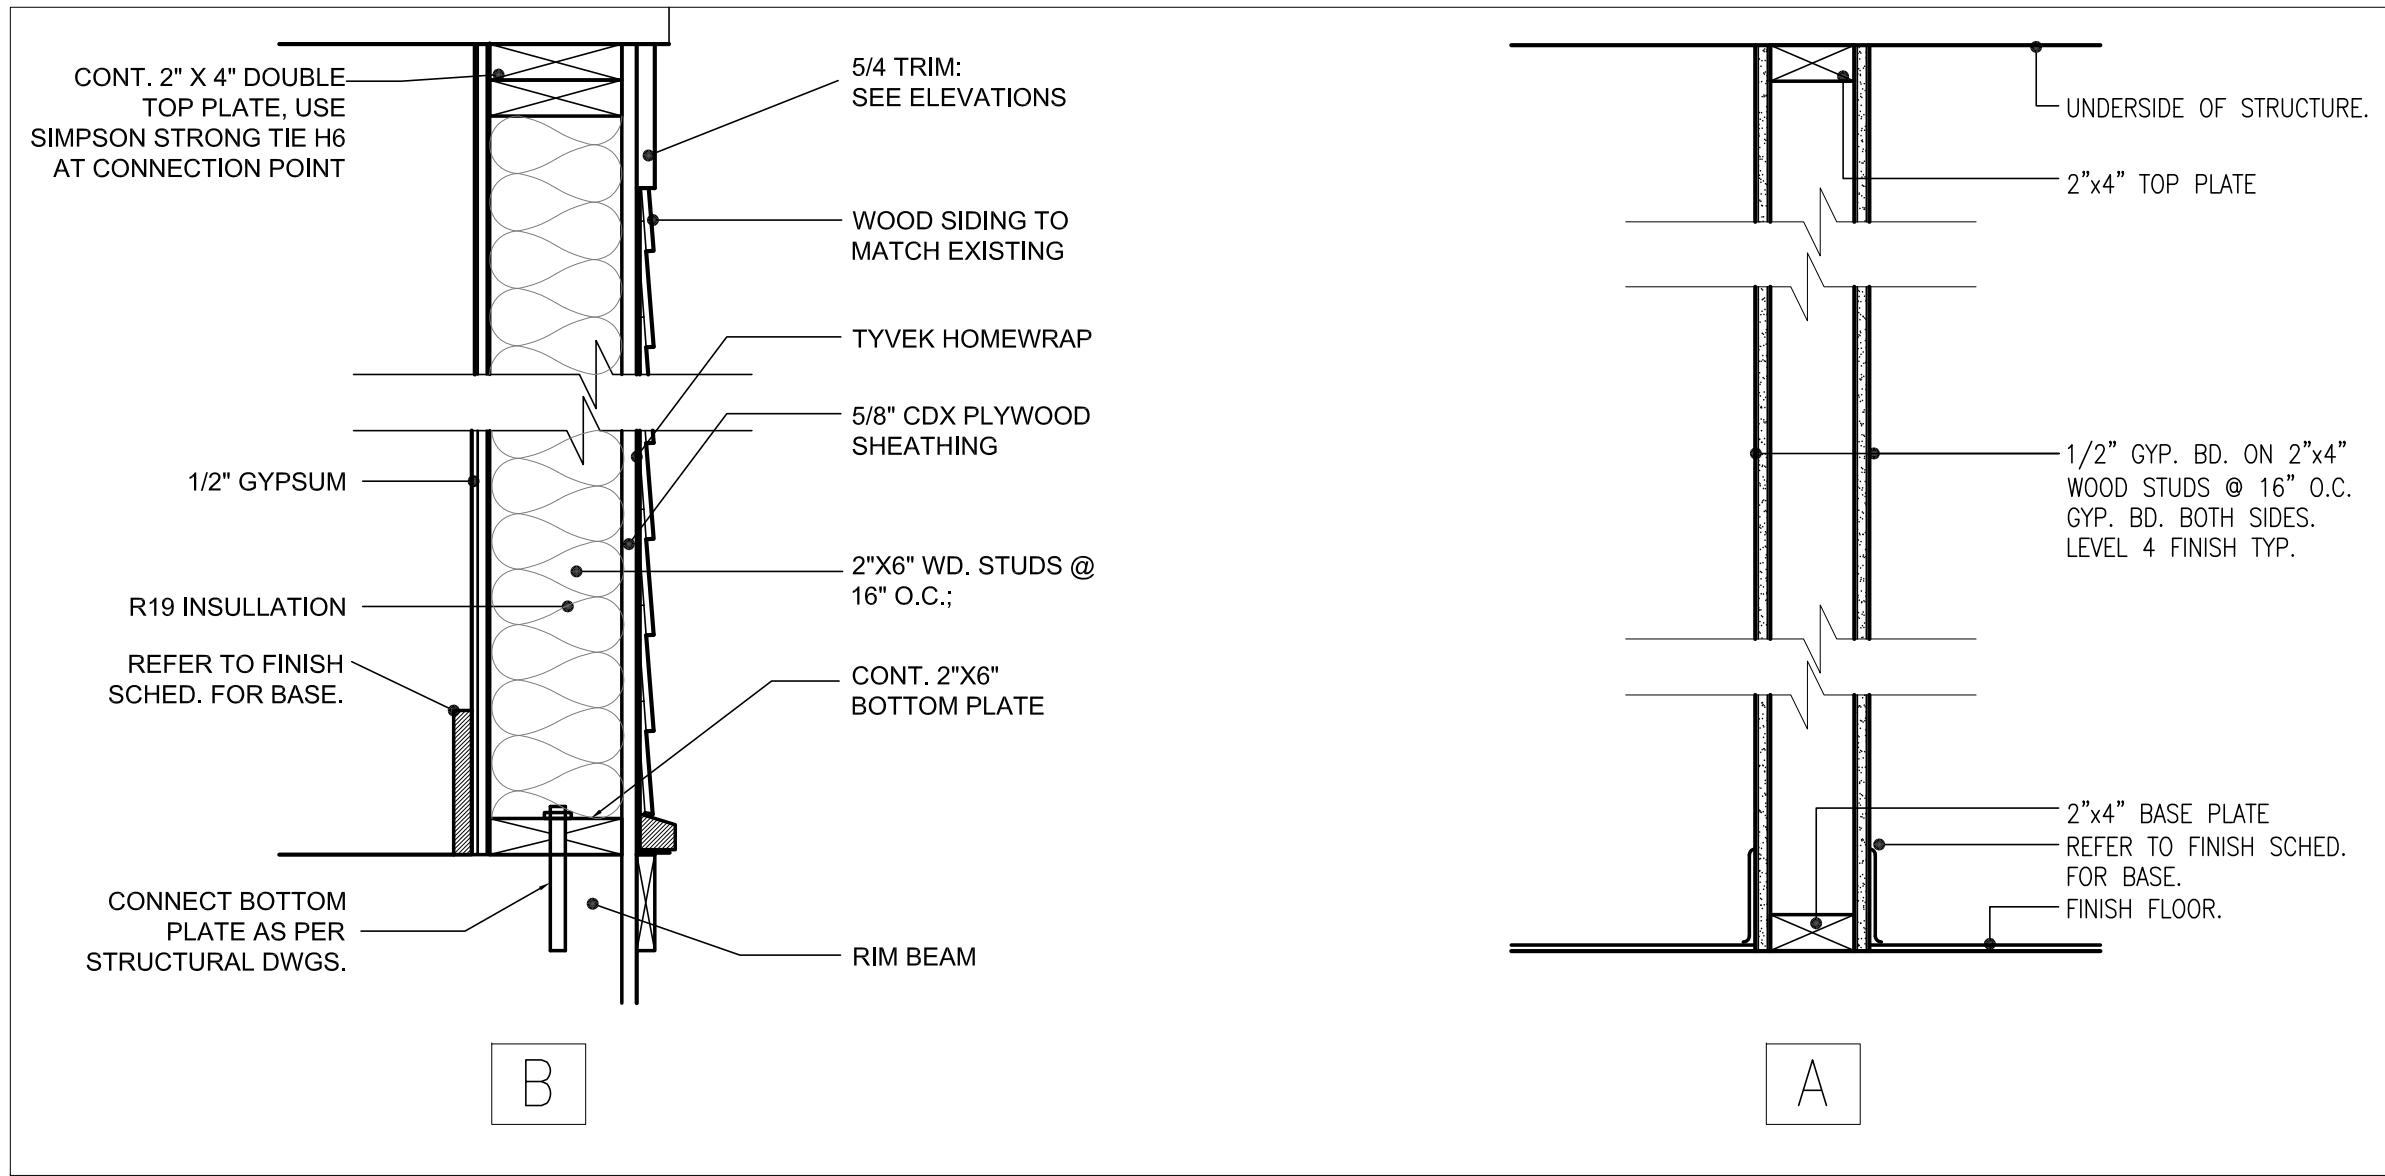 CONT. 2" X 4" DOUBLE
TOP PLATE, USE
SIMPSON STRONG TIE H6
AT CONNECTION POINT
1/2" GYPSUM
R19 INSULLATION
REFER TO FINISH
SCHED. FOR BASE.
CONNECT BOTTOM
PLATE AS PER
STRUCTURAL DWGS.
5/4 TRIM:
SEE ELEVATIONS
WOOD SIDING TO
MATCH EXISTING
TYVEK HOMEWRAP
5/8" CDX PLYWOOD
SHEATHING
2"X6" WD. STUDS @
16" O.C.;
CONT. 2"X6"
BOTTOM PLATE
RIM BEAM
B
UNDERSIDE OF STRUCTURE.
2"x4" TOP PLATE
1/2" GYP. BD. ON 2"x4"
WOOD STUDS @ 16" O.C.
GYP. BD. BOTH SIDES.
LEVEL 4 FINISH TYP.
2"x4" BASE PLATE
REFER TO FINISH SCHED.
FOR BASE.
FINISH FLOOR.
A